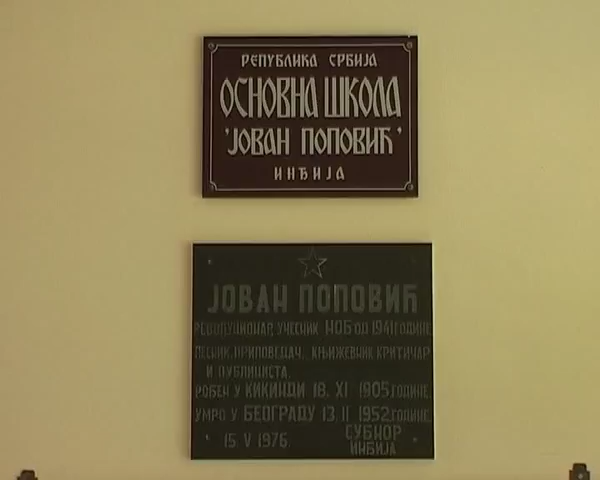 РЕПУБЛИКА СРБИЈА
ОСНОВНА ШКОЛА
'ЈОВАН ПОПОВИЋ'
ИНЂИЈА
ЈОВАН ПОПОВИЋ
РЕВОЛУЦИОНАР, УЧЕСНИК НОБ ОД 1941 ГОДИНЕ
ПЕСНИК, ПРИПОВЕДАЧ, КЊИЖЕВНИК, КРИТИЧАР
И ПУБЛИЦИСТА.
РОЂЕН У КИКИНДИ 18. XI 1905 ГОДИНЕ
УМРО У БЕОГРАДУ 13. II 1952. ГОДИНЕ
15. V 1976. СУБНОР
ИНЂИЈА